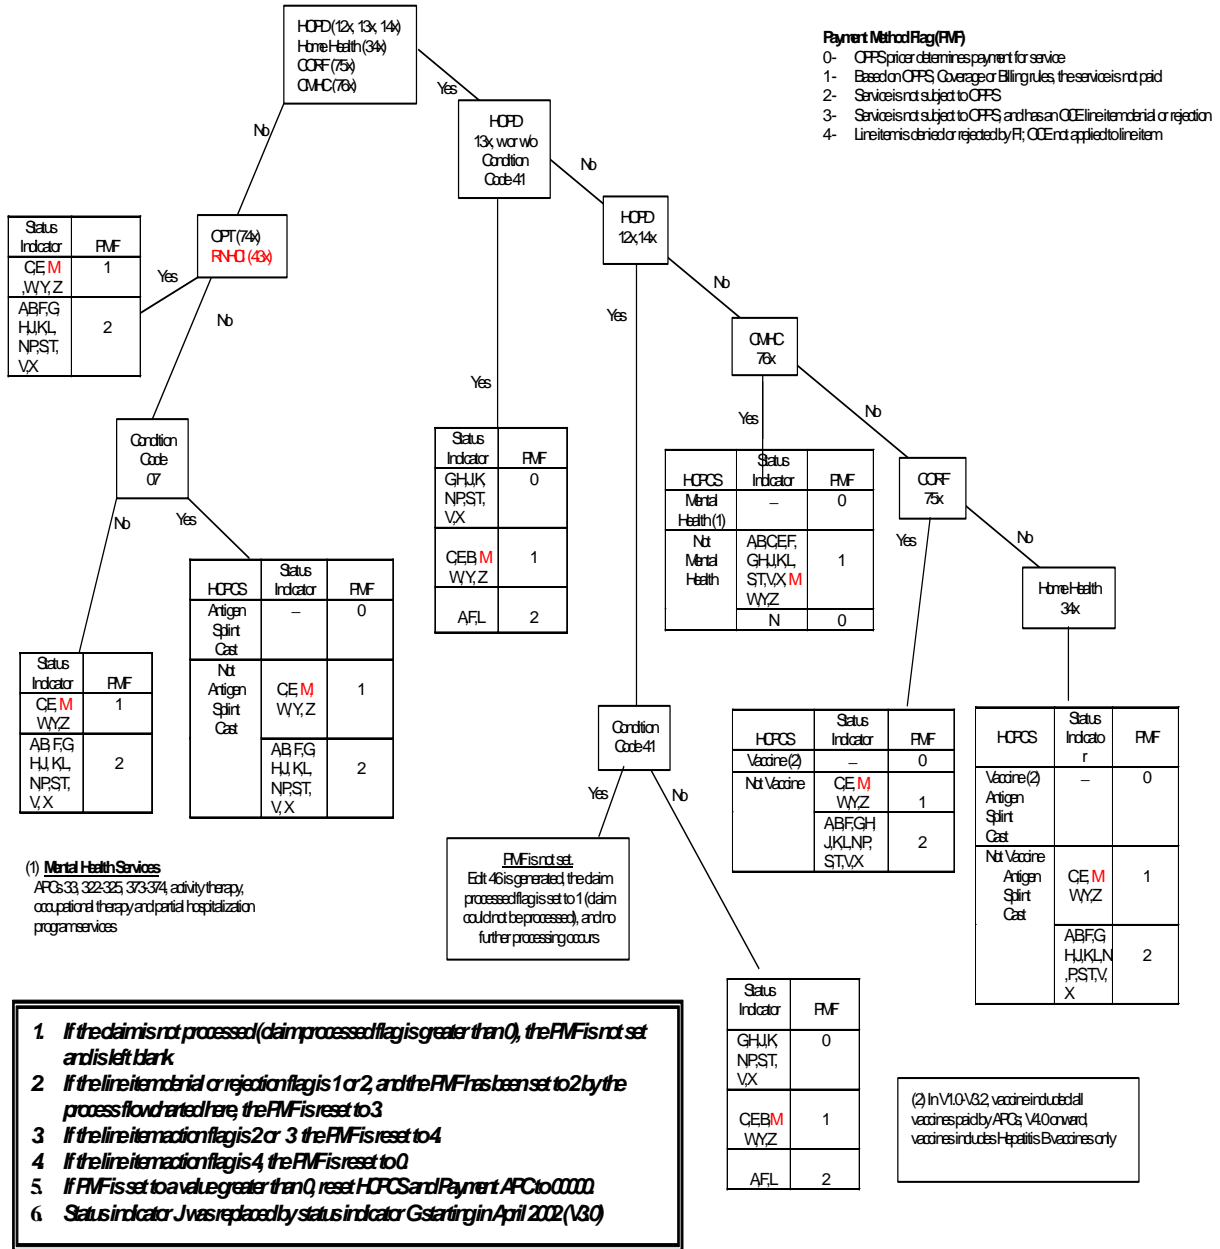 HOPD (12x, 13x, 14x)
Home Health (34x)
CORF (75x)
CMHC (76x)
Payment Method Flag (PMF)
0- OPPS pricer determines payment for service
1- Based on OPPS, Coverage or Billing rules, the service is not paid
2- Service is not subject to OPPS
3- Service is not subject to OPPS, and has an OCE line item denial or rejection
4- Line item is denied or rejected by FI; OCE not applied to line item
Yes
No
HOPD
13x, w or w/o
Condition
Code 41
No
HOPD
12x, 14x
OPT (74x)
RNHCI (43x)
Status
Indicator
PMF
C,E, M
,W,Y, Z
1
A,B,F,G
H,J,K,L,
N,P,S,T,
V,X
2
Yes
No
Yes
No
CMHC
76x
Yes
Yes
No
Condition
Code
07
No
Yes
Status
Indicator
PMF
G,H,J,K
N,P,S,T,
V,X
0
C,E,B, M
W,Y, Z
1
A,F,L
2
HCPCS
Status
Indicator
PMF
Mental
Health (1)
–
0
Not
Mental
Health
A,B,C,E,F,
G,H,J,K,L
S,T,V,X M
W,Y,Z
1
N
0
CORF
75x
Yes
No
Home Health
34x
HCPCS
Status
Indicator
PMF
Antigen
Splint
Cast
–
0
Not
Antigen
Splint
Cast
C,E, M,
W,Y, Z
1
A,B, F,G
H,J, K,L,
N,P,S,T,
V, X
2
Status
Indicator
PMF
C,E, M
W,Y,Z
1
A,B, F,G
H,J, K,L,
N,P,S,T,
V, X
2
Condition
Code 41
Yes
No
HCPCS
Status
Indicator
PMF
Vaccine (2)
–
0
Not Vaccine
C,E, M,
W,Y,Z
1
A,B,F,G,H
J,K,L,N,P,
S,T,V,X
2
HCPCS
Status
Indicato
r
PMF
Vaccine (2)
Antigen
Splint
Cast
–
0
Not Vaccine
Antigen
Splint
Cast
C,E, M
W,Y,Z
1
A,B,F,G
H,J,K,L,N
,P,S,T,V,
X
2
PMF is not set.
Edit 46 is generated, the claim
processed flag is set to 1 (claim
could not be processed), and no
further processing occurs
(1) Mental Health Services
APCs 33, 322-325, 373-374, activity therapy,
occupational therapy and partial hospitalization
program services
Status
Indicator
PMF
G,H,J,K
N,P,S,T,
V,X
0
C,E,B,M
W,Y,Z
1
A,F,L
2
(2) In V1.0-V3.2, vaccine included all
vaccines paid by APCs; V4.0 onward,
vaccines includes Hepatitis B vaccines only
1. If the claim is not processed (claim processed flag is greater than 0), the PMF is not set
and is left blank
2. If the line item denial or rejection flag is 1 or 2, and the PMF has been set to 2 by the
process flowcharted here, the PMF is reset to 3.
3. If the line item action flag is 2 or 3 the PMF is reset to 4
4. If the line item action flag is 4, the PMF is reset to 0.
5. If PMF is set to a value greater than 0, reset HCPCS and Payment APC to 00000.
6. Status indicator J was replaced by status indicator G starting in April 2002 (V3.0)